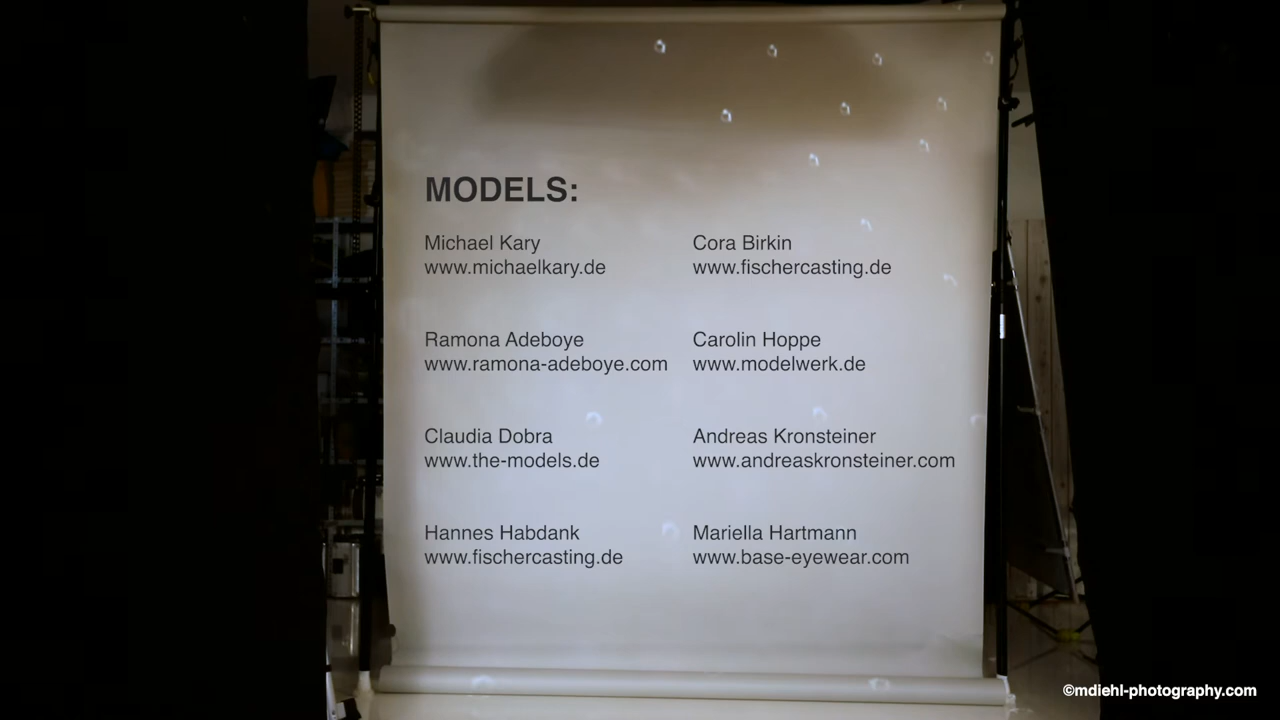 MODELS:
Michael Kary
www.michaelkary.de
Cora Birkin
www.fischercasting.de
Ramona Adeboye
www.ramona-adeboye.com
Carolin Hoppe
www.modelwerk.de
Claudia Dobra
www.the-models.de
Andreas Kronsteiner
www.andreaskronsteiner.com
Hannes Habdank
www.fischercasting.de
Mariella Hartmann
www.base-eyewear.com
©mdiehl-photography.com